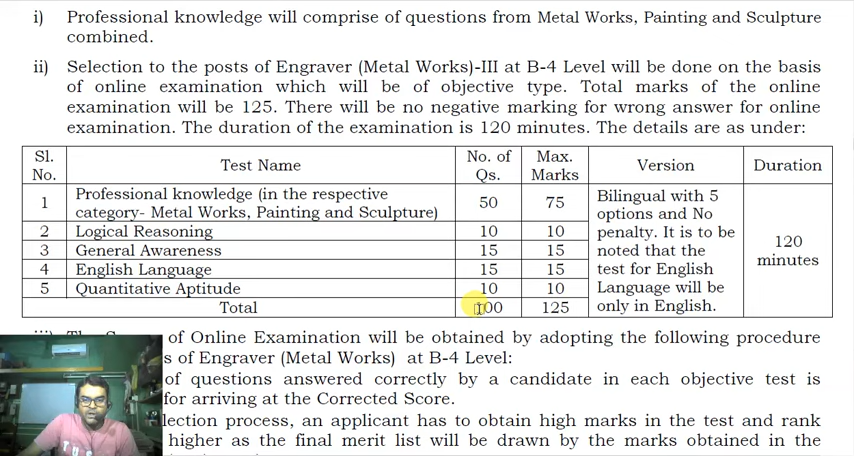 i) Professional knowledge will comprise of questions from Metal Works, Painting and Sculpture
combined.
ii) Selection to the posts of Engraver (Metal Works)-III at B-4 Level will be done on the basis
of online examination which will be of objective type. Total marks of the online
examination will be 125. There will be no negative marking for wrong answer for online
examination. The duration of the examination is 120 minutes. The details are as under:
Sl. No. Test Name No. of Qs. Max. Marks Version Duration
1 Professional knowledge (in the respective category- Metal Works, Painting and Sculpture) 50 75 Bilingual with 5 options and No penalty. It is to be noted that the test for English Language will be only in English. 120 minutes
2 Logical Reasoning 10 10
3 General Awareness 15 15
4 English Language 15 15
5 Quantitative Aptitude 10 10
Total 100 125
of Online Examination will be obtained by adopting the following procedure
s of Engraver (Metal Works) at B-4 Level:
of questions answered correctly by a candidate in each objective test is
for arriving at the Corrected Score.
lection process, an applicant has to obtain high marks in the test and rank
higher as the final merit list will be drawn by the marks obtained in the